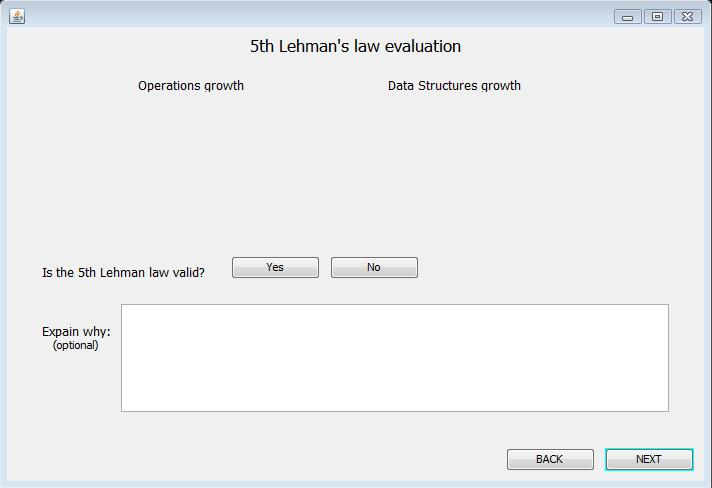 5th Lehman's law evaluation
Operations growth
Data Structures growth
Is the 5th Lehman law valid?
Yes
No
Expain why:
(optional)
BACK
NEXT